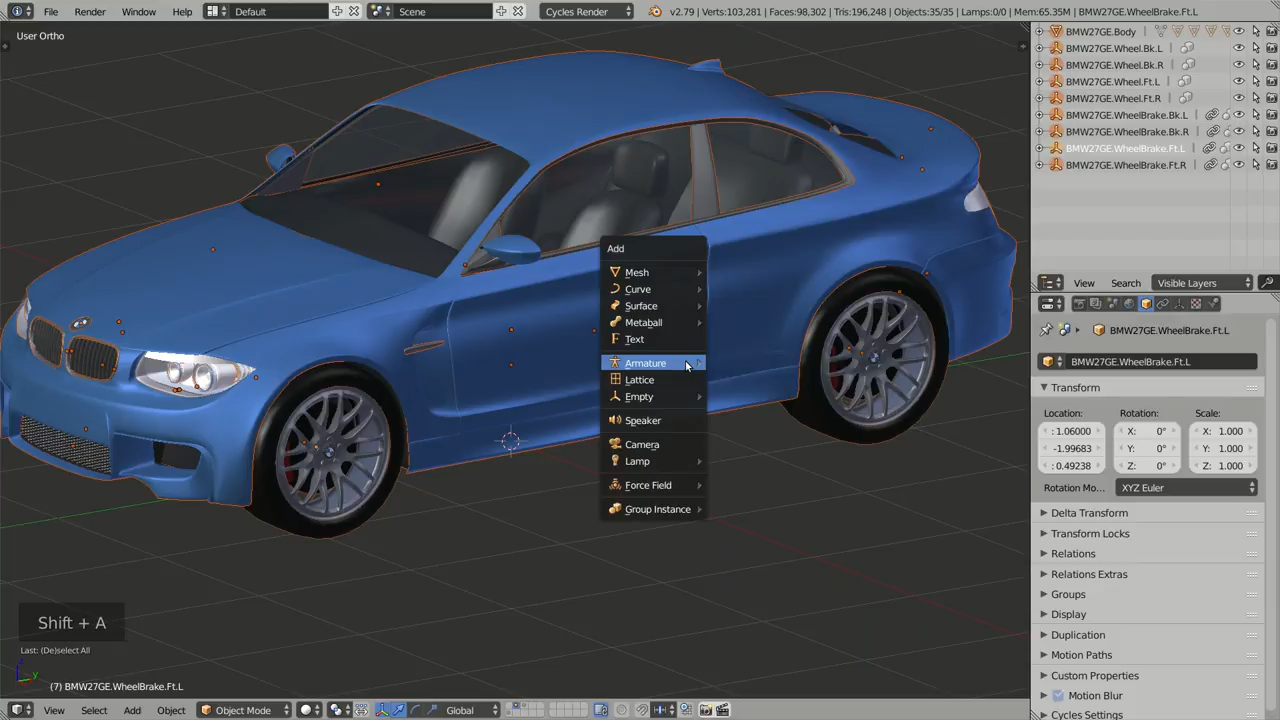 File Render Window Help Default Scene Cycles Render v2.79 | Verts:103,281 | Faces:98,302 | Tris:196,248 | Objects:35/35 | Lamps:0/0 | Mem:65.35M | BMW27GE.WheelBrake.Ft.L
User Ortho
BMW27GE.Body
BMW27GE.Wheel.Bk.L
BMW27GE.Wheel.Bk.R
BMW27GE.Wheel.Ft.L
BMW27GE.Wheel.Ft.R
BMW27GE.WheelBrake.Bk.L
BMW27GE.WheelBrake.Bk.R
BMW27GE.WheelBrake.Ft.L
BMW27GE.WheelBrake.Ft.R
View Search Visible Layers
Add
Mesh
Curve
Surface
Metaball
Text
Armature
Lattice
Empty
Speaker
Camera
Lamp
Force Field
Group Instance
BMW27GE.WheelBrake.Ft.L
BMW27GE.WheelBrake.Ft.L
Transform
Location: Rotation: Scale:
: 1.06000 X: 0° X: 1.000
-1.99683 Y: 0° Y: 1.000
: 0.49238 Z: 0° Z: 1.000
Rotation Mo... XYZ Euler
Delta Transform
Transform Locks
Relations
Relations Extras
Groups
Display
Duplication
Motion Paths
Custom Properties
Motion Blur
Cycles Settings
Shift + A
Last: (De)select All
(7) BMW27GE.WheelBrake.Ft.L
View Select Add Object Object Mode Global